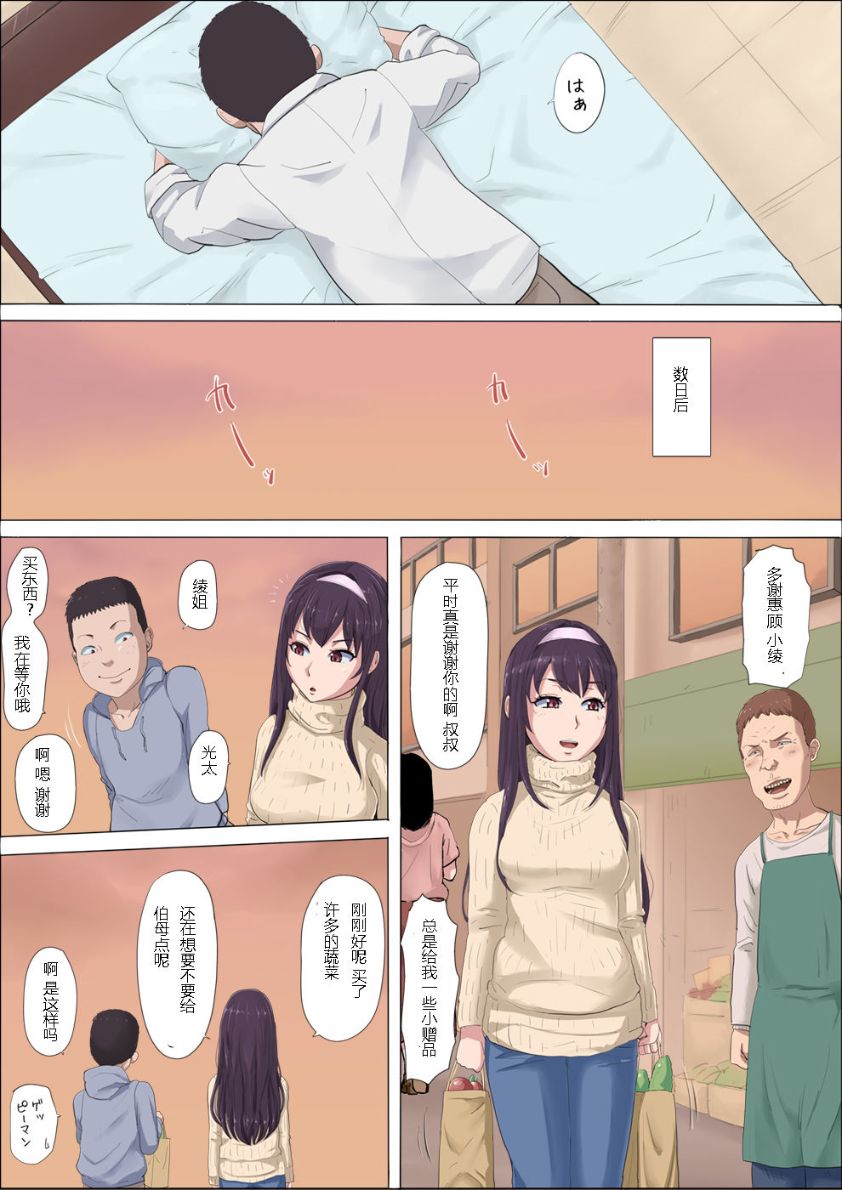 はぁ
数日后
カーッ
カーッ
多谢惠顾 小绫
平时真是谢谢你的啊 叔叔
总是给我一些小赠品
绫姐
买东西? 我在等你哦
光太
啊嗯 谢谢
刚刚好呢 买了
许多的蔬菜
还在想要不要给
伯母点呢
啊 是这样吗
ゲッ
ピーマン